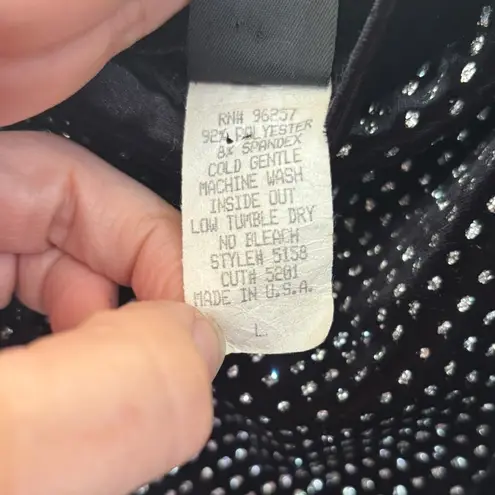 RN# 96257
92% POLYESTER
8% SPANDEX
COLD GENTLE
MACHINE WASH
INSIDE OUT
LOW TUMBLE DRY
NO BLEACH
STYLE# 5158
CUT# 5201
MADE IN U.S.A.
L